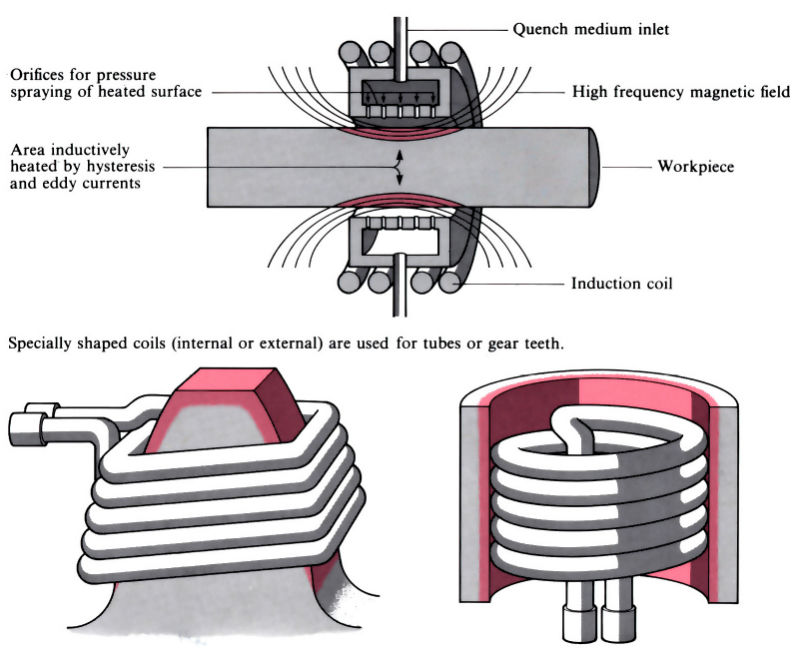 Quench medium inlet
Orifices for pressure
spraying of heated surface
High frequency magnetic field
Area inductively
heated by hysteresis
and eddy currents
Workpiece
Induction coil
Specially shaped coils (internal or external) are used for tubes or gear teeth.